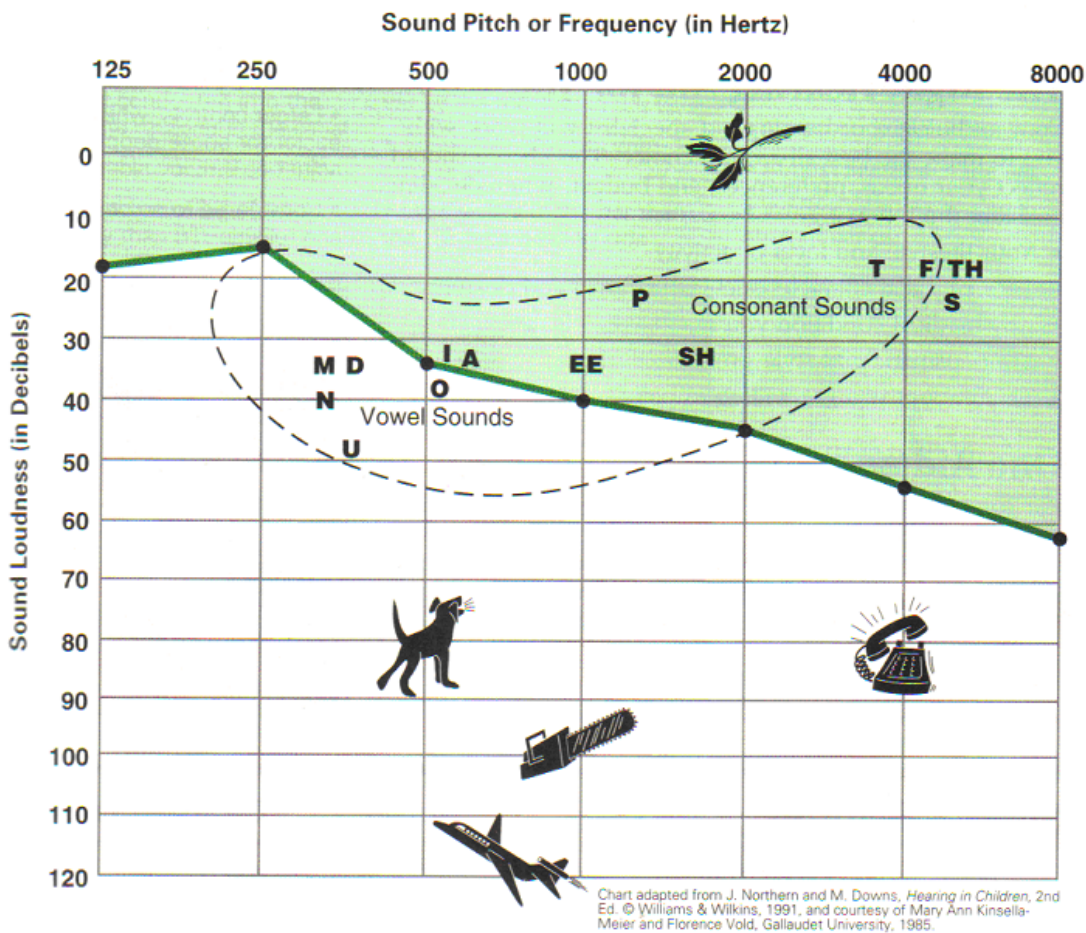 Sound Pitch or Frequency (in Hertz)
125 250 500 1000 2000 4000 8000
Sound Loudness (in Decibels)
0
10
T F/TH
20
P Consonant Sounds S
30
I A
M D EE SH
O
N
40
Vowel Sounds
U
50
60
70
80
90
100
110
120
Chart adapted from J. Northern and M. Downs, Hearing in Children, 2nd
Ed. © Williams & Wilkins, 1991, and courtesy of Mary Ann Kinsella-
Meier and Florence Vold, Gallaudet University, 1985.